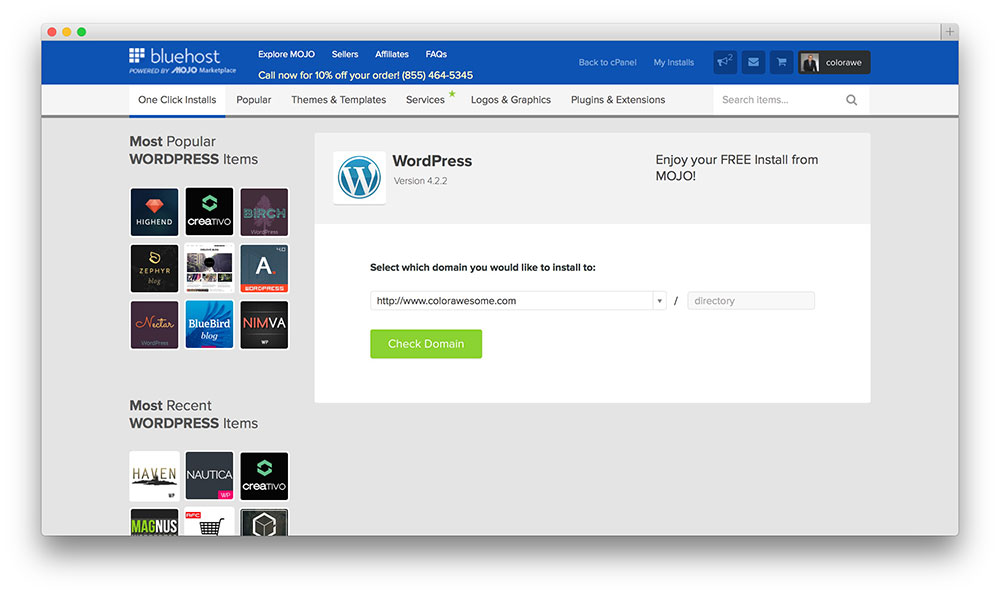 bluehost
POWERED BY MOJO Marketplace
Explore MOJO Sellers Affiliates FAQs
Call now for 10% off your order! (855) 464-5345
Back to cPanel My Installs 2 colorawe
One Click Installs Popular Themes & Templates Services Logos & Graphics Plugins & Extensions Search items...
Most Popular
WORDPRESS Items
HIGHEND CREATIVO BIRCH
WordPress
ZEPHYR
blog
A.
WORDPRESS
Nectar
WordPress
BlueBird
blog
NIMVA
WP
WordPress
Version 4.2.2
Enjoy your FREE Install from
MOJO!
Select which domain you would like to install to:
http://www.colorawesome.com / directory
Check Domain
Most Recent
WORDPRESS Items
HAVEN
WP
NAUTICA
WP
CREATIVO
MAGNUS